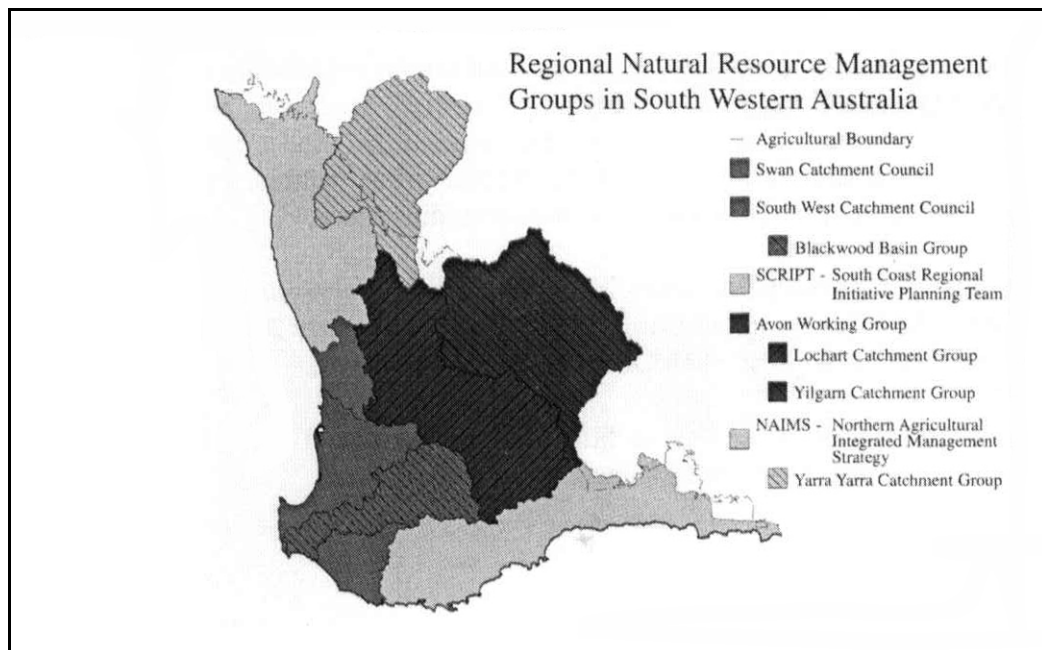 Regional Natural Resource Management
Groups in South Western Australia
Agricultural Boundary
Swan Catchment Council
South West Catchment Council
Blackwood Basin Group
SCRIPT - South Coast Regional
Initiative Planning Team
Avon Working Group
Lochart Catchment Group
Yilgarn Catchment Group
NAIMS - Northern Agricultural
Integrated Management
Strategy
Yarra Yarra Catchment Group